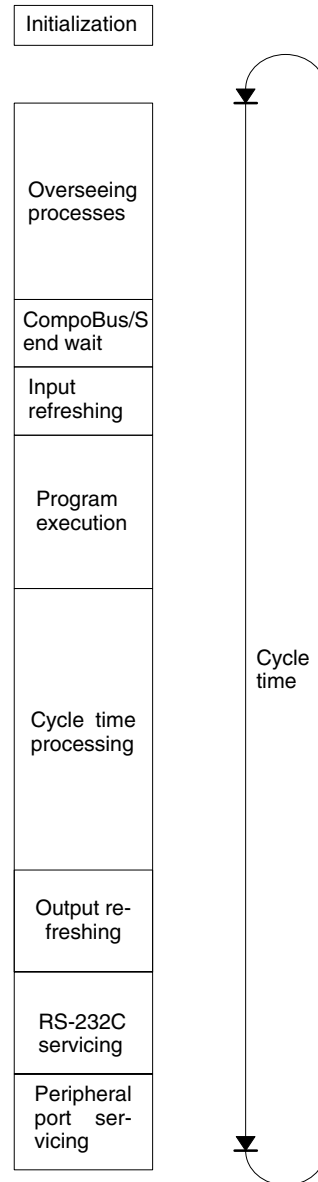 Initialization
Overseeing
processes
CompoBus/S
end wait
Input
refreshing
Program
execution
Cycle time
processing
Cycle
time
Output re-
freshing
RS-232C
servicing
Peripheral
port ser-
vicing